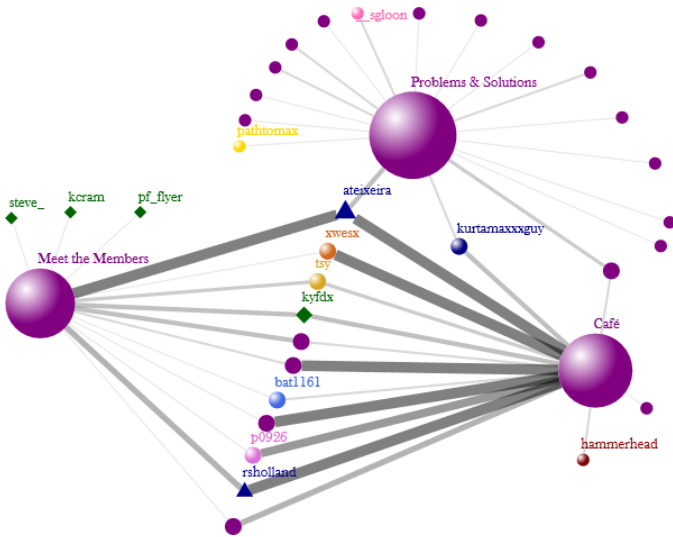 __sgloon
Problems & Solutions
pathtomax
steve_
kcram
pf_flyer
ateixeira
kurtamaxxxguy
xwesx
Meet the Members
tsy
kyfdx
Café
bat1161
p0926
hammerhead
rsholland